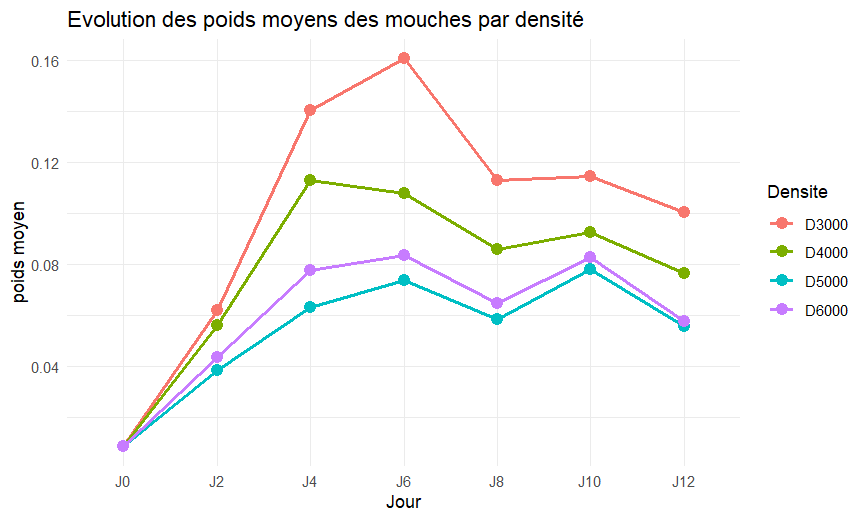 Evolution des poids moyens des mouches par densité
0.16
0.12
0.08
0.04
poids moyen
J0 J2 J4 J6 J8 J10 J12
Jour
Densite
D3000
D4000
D5000
D6000